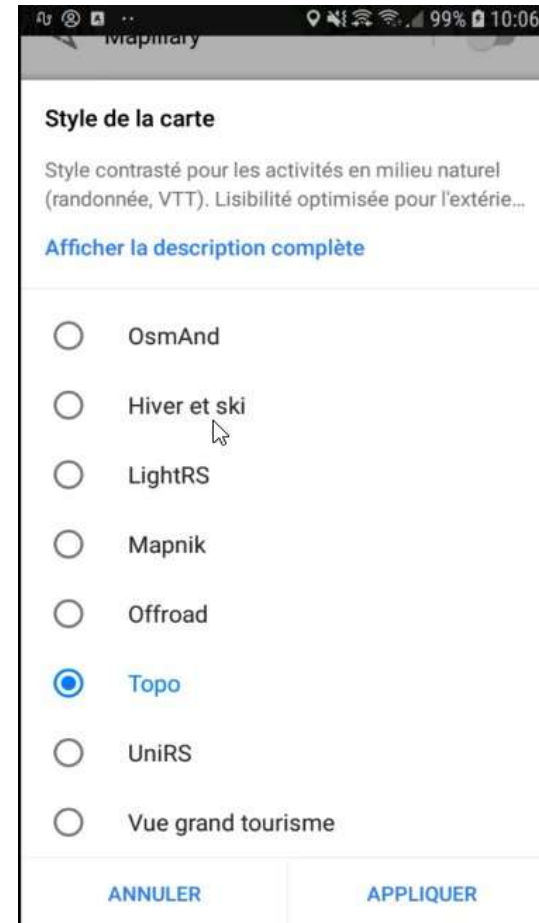 99% 10:06
Mapillary
Style de la carte
Style contrasté pour les activités en milieu naturel
(randonnée, VTT). Lisibilité optimisée pour l'extérie...
Afficher la description complète
OsmAnd
Hiver et ski
LightRS
Mapnik
Offroad
Topo
UniRS
Vue grand tourisme
ANNULER APPLIQUER